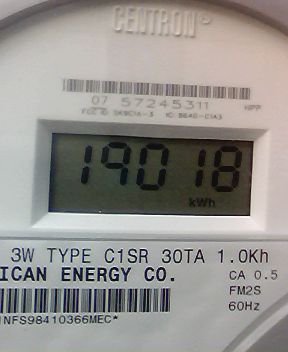 CENTRON
07 57245311
19018
kWh
3W TYPE C1SR 30TA 1.0Kh
ICAN ENERGY CO.
CA 0.5
FM2S
60Hz
NFS98410366MEC*